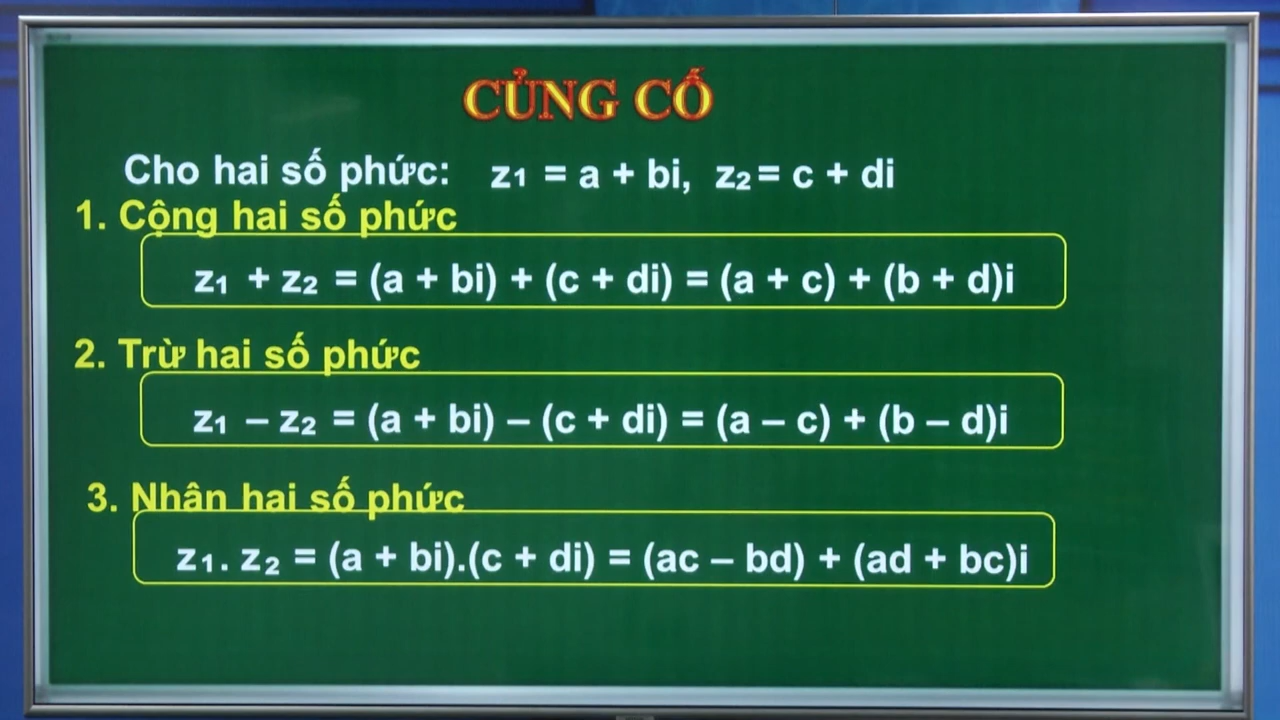 CỦNG CỐ
Cho hai số phức: z₁ = a + bi, z₂ = c + di
1. Cộng hai số phức
z₁ + z₂ = (a + bi) + (c + di) = (a + c) + (b + d)i
2. Trừ hai số phức
z₁ – z₂ = (a + bi) – (c + di) = (a – c) + (b – d)i
3. Nhân hai số phức
z₁. z₂ = (a + bi).(c + di) = (ac – bd) + (ad + bc)i